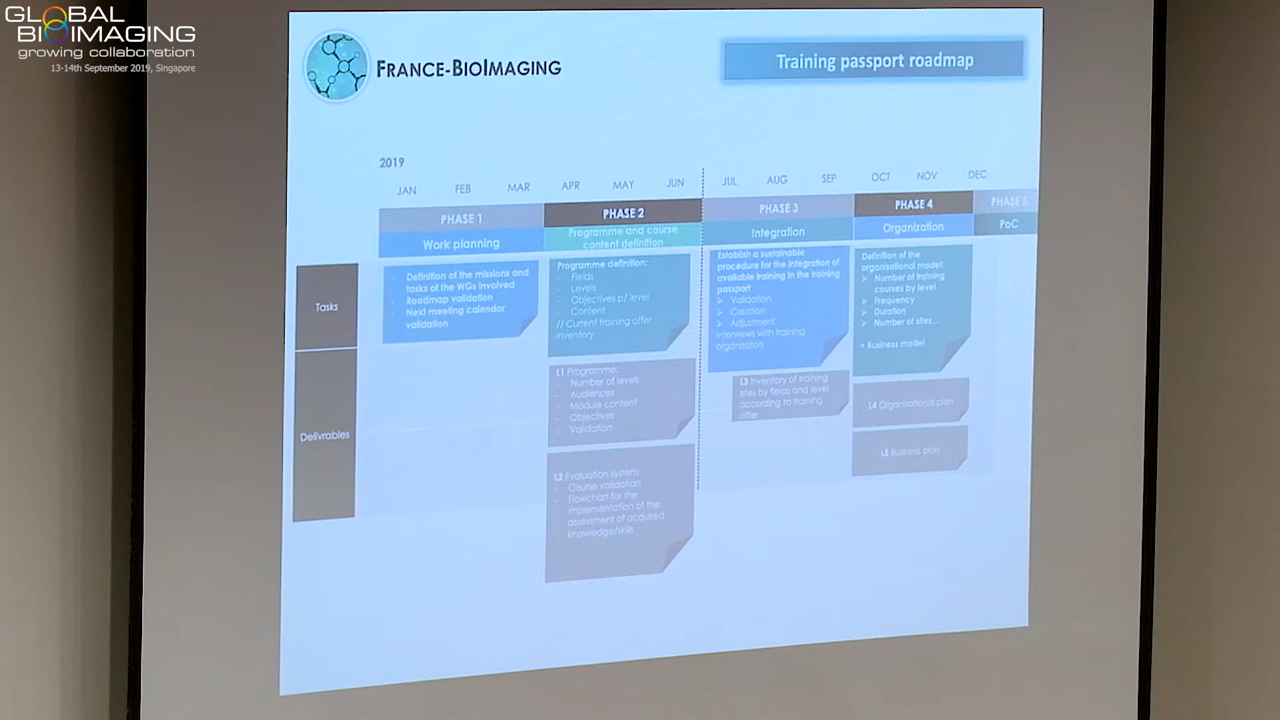 GLOBAL
BIOIMAGING
growing collaboration
13-14th September 2019, Singapore
FRANCE-BIOIMAGING
Training passport roadmap
2019
JAN FEB MAR APR MAY JUN JUL AUG SEP OCT NOV DEC
PHASE 1
Work planning
PHASE 2
Programme and course
content definition
PHASE 3
Integration
PHASE 4
Organization
PHASE 5
PoC
Tasks
- Definition of the missions and
tasks of the WGs involved
- Roadmap validation
- Next meeting calendar
validation
Programme definition:
- Fields
- Levels
- Objectives p/ level
- Content
// Current training offer
inventory
Establish a sustainable
procedure for the integration of
available training in the training
passport
➢ Validation
➢ Creation
➢ Adjustment
Interviews with training
organisators
Definition of the
organisational model:
➢ Number of training
courses by level
➢ Frequency
➢ Duration
➢ Number of sites...
+ Business model
Delivrables
L1 Programme:
- Number of levels
- Audiences
- Module content
- Objectives
- Validation
L2 Evaluation system:
- Course validation
- Flowchart for the
implementation of the
assessment of acquired
knowledge/skills
L3 Inventory of training
sites by fields and level
according to training
offer
L4 Organisational plan
L5 Business plan